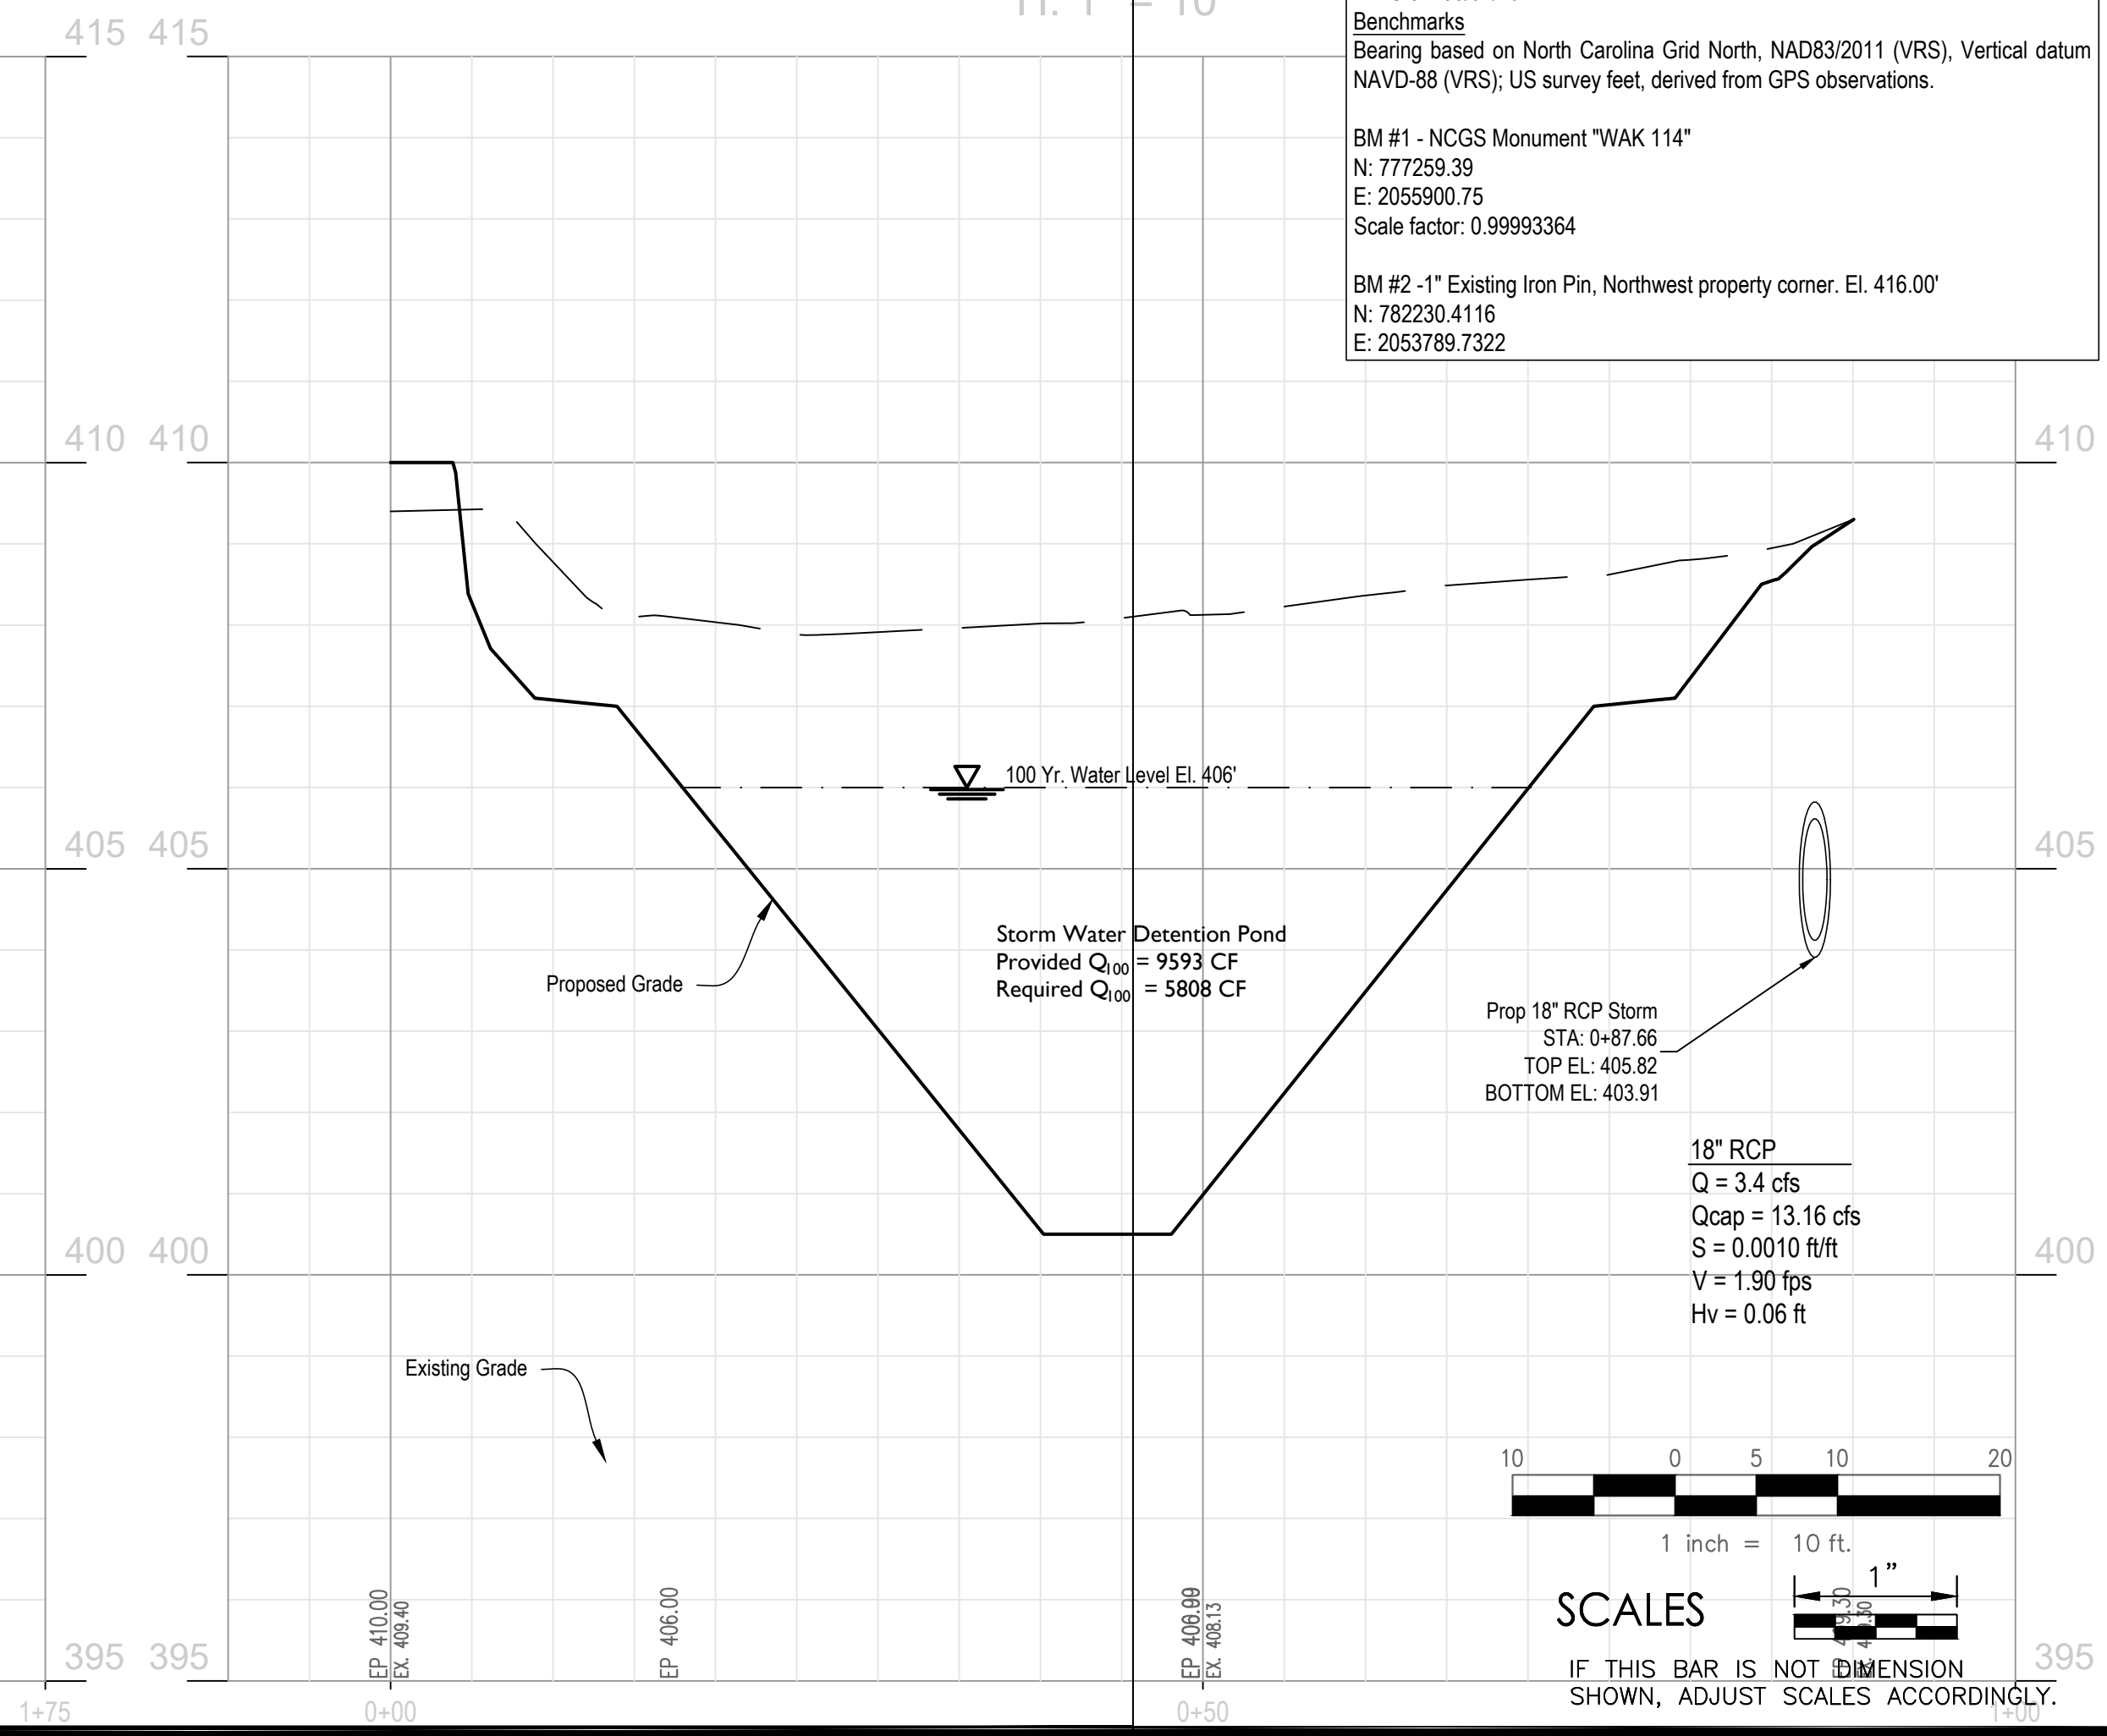 H: 1" = 10'
Benchmarks
Bearing based on North Carolina Grid North, NAD83/2011 (VRS), Vertical datum
NAVD-88 (VRS); US survey feet, derived from GPS observations.
BM #1 - NCGS Monument "WAK 114"
N: 777259.39
E: 2055900.75
Scale factor: 0.99993364
BM #2 -1" Existing Iron Pin, Northwest property corner. El. 416.00'
N: 782230.4116
E: 2053789.7322
415 415
410 410 410
100 Yr. Water Level El. 406'
405 405 405
Storm Water Detention Pond
Provided Q100 = 9593 CF
Required Q100 = 5808 CF
Proposed Grade
Prop 18" RCP Storm
STA: 0+87.66
TOP EL: 405.82
BOTTOM EL: 403.91
18" RCP
Q = 3.4 cfs
Qcap = 13.16 cfs
S = 0.0010 ft/ft
V = 1.90 fps
Hv = 0.06 ft
400 400 400
Existing Grade
10 0 5 10 20
1 inch = 10 ft.
1"
SCALES
IF THIS BAR IS NOT DIMENSION
SHOWN, ADJUST SCALES ACCORDINGLY.
EP 410.00
EX. 409.40
EP 406.00
EP
EX. 408.13
395 395 395
1+75 0+00 0+50 1+00